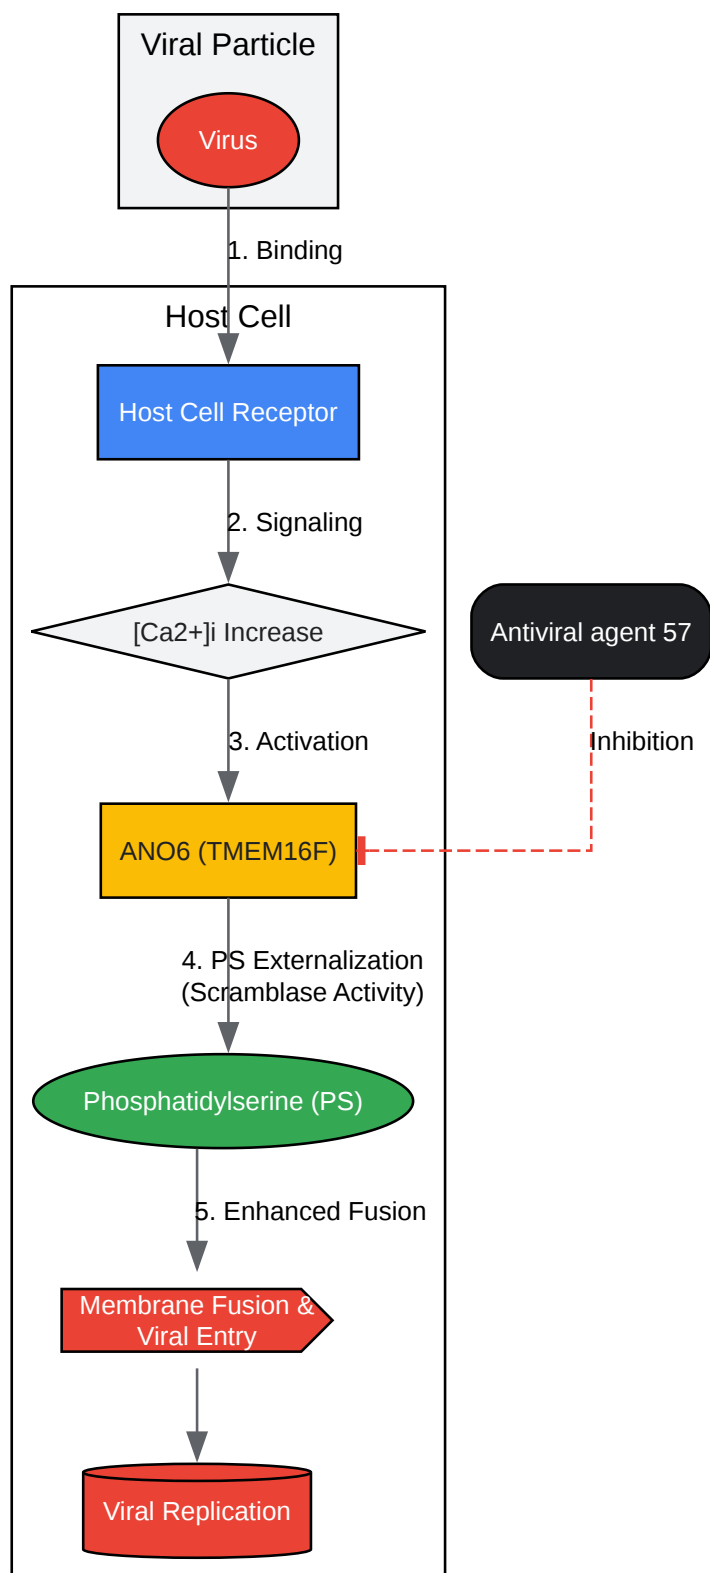 Viral Particle
Virus
1. Binding
Host Cell
Host Cell Receptor
2. Signaling
[Ca2+]i Increase
Antiviral agent 57
3. Activation
Inhibition
ANO6 (TMEM16F)
4. PS Externalization
(Scramblase Activity)
Phosphatidylserine (PS)
5. Enhanced Fusion
Membrane Fusion &
Viral Entry
Viral Replication